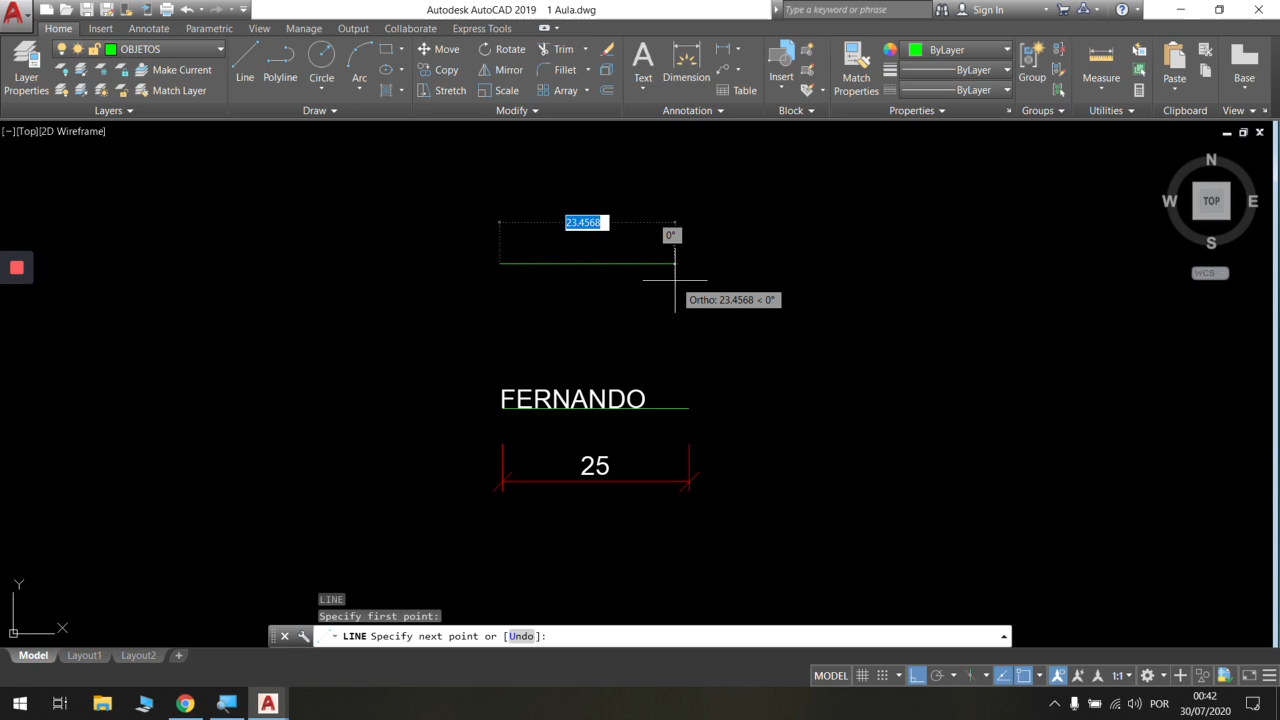 Autodesk AutoCAD 2019 1 Aula.dwg
Type a keyword or phrase
Sign In
Home Insert Annotate Parametric View Manage Output Collaborate Express Tools
OBJETOS
Make Current
Match Layer
Layer Properties
Line Polyline Circle Arc
Move Rotate Trim
Copy Mirror Fillet
Stretch Scale Array
Text Dimension Table
Insert
Match Properties
ByLayer
ByLayer
ByLayer
Group
Measure
Paste
Base
Layers Draw Modify Annotation Block Properties Groups Utilities Clipboard View
[−][Top][2D Wireframe]
N
W TOP E
S
WCS
23.4568
0°
Ortho: 23.4568 < 0°
FERNANDO
25
Y
X
LINE
Specify first point:
LINE Specify next point or [Undo]:
Model Layout1 Layout2 +
MODEL 1:1
POR
00:42
30/07/2020